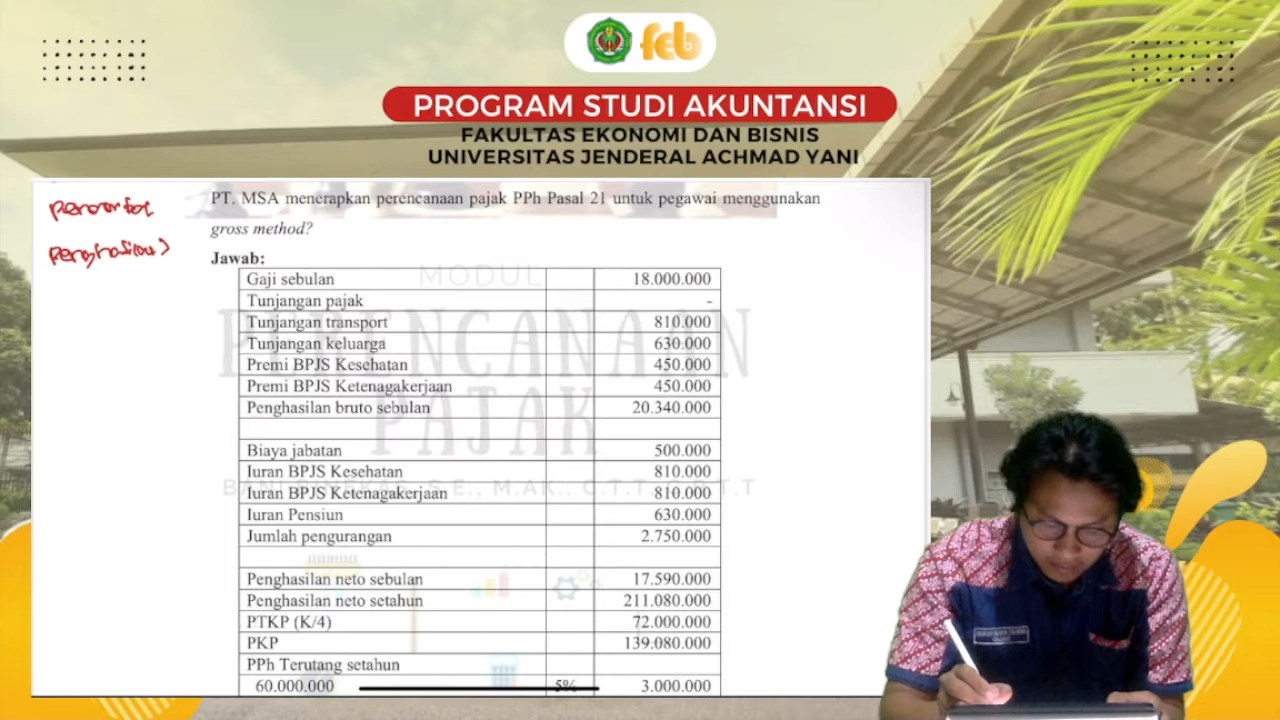 feb
PROGRAM STUDI AKUNTANSI
FAKULTAS EKONOMI DAN BISNIS
UNIVERSITAS JENDERAL ACHMAD YANI
PT. MSA menerapkan perencanaan pajak PPh Pasal 21 untuk pegawai menggunakan
gross method?
Jawab:
Gaji sebulan 18.000.000
Tunjangan pajak -
Tunjangan transport 810.000
Tunjangan keluarga 630.000
Premi BPJS Kesehatan 450.000
Premi BPJS Ketenagakerjaan 450.000
Penghasilan bruto sebulan 20.340.000
Biaya jabatan 500.000
Iuran BPJS Kesehatan 810.000
Iuran BPJS Ketenagakerjaan 810.000
Iuran Pensiun 630.000
Jumlah pengurangan 2.750.000
Penghasilan neto sebulan 17.590.000
Penghasilan neto setahun 211.080.000
PTKP (K/4) 72.000.000
PKP 139.080.000
PPh Terutang setahun
60.000.000 5% 3.000.000
MODUL
PERENCANAAN
PAJAK